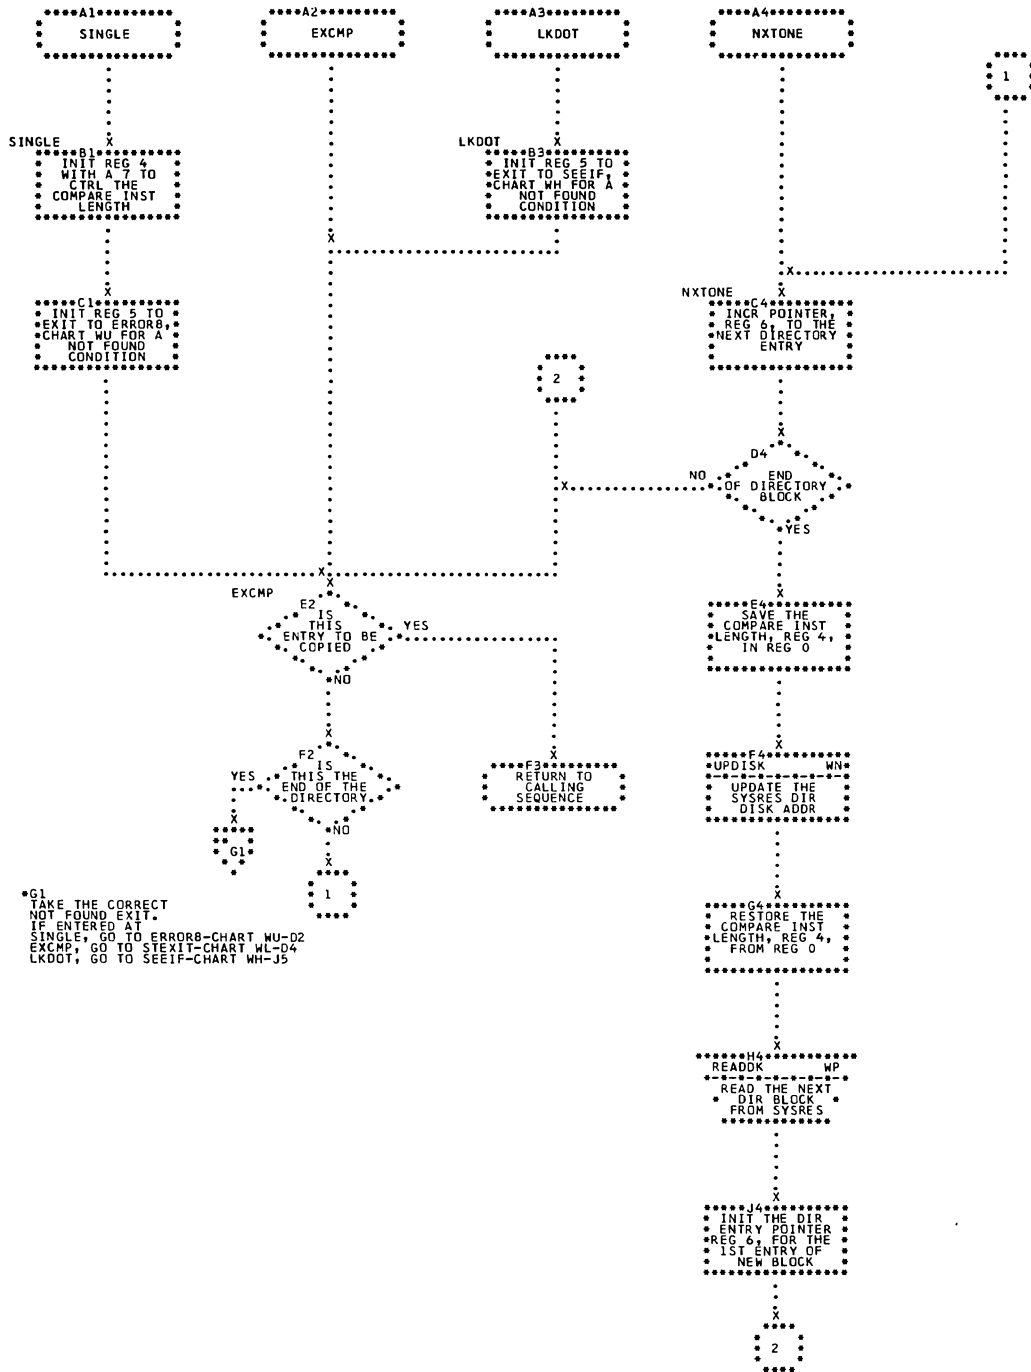 A1
SINGLE
A2
EXCMP
A3
LKDOT
A4
NXTONE
1
SINGLE
B1
INIT REG 4
WITH A 7 TO
CTRL THE
COMPARE INST
LENGTH
LKDOT
B3
INIT REG 5 TO
EXIT TO SEEIF,
CHART WH FOR A
NOT FOUND
CONDITION
C1
INIT REG 5 TO
EXIT TO ERROR8,
CHART WU FOR A
NOT FOUND
CONDITION
NXTONE
C4
INCR POINTER,
REG 6, TO THE
NEXT DIRECTORY
ENTRY
2
D4
END
OF DIRECTORY
BLOCK
NO
YES
EXCMP
E2
IS
THIS
ENTRY TO BE
COPIED
YES
NO
E4
SAVE THE
COMPARE INST
LENGTH, REG 4,
IN REG 0
F2
IS
THIS THE
END OF THE
DIRECTORY
YES
NO
F3
RETURN TO
CALLING
SEQUENCE
F4
UPDISK WN
UPDATE THE
SYSRES DIR
DISK ADDR
G1
1
*G1
TAKE THE CORRECT
NOT FOUND EXIT.
IF ENTERED AT
SINGLE, GO TO ERROR8-CHART WU-D2
EXCMP, GO TO STEXIT-CHART WL-D4
LKDOT, GO TO SEEIF-CHART WH-J5
G4
RESTORE THE
COMPARE INST
LENGTH, REG 4,
FROM REG 0
H4
READDK WP
READ THE NEXT
DIR BLOCK
FROM SYSRES
J4
INIT THE DIR
ENTRY POINTER
REG 6, FOR THE
1ST ENTRY OF
NEW BLOCK
2